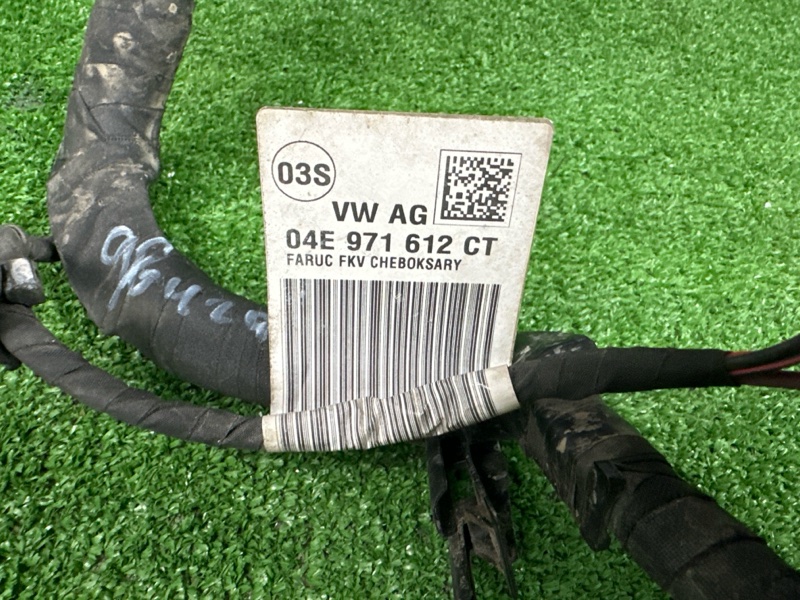 03S
VW AG
04E 971 612 CT
FARUC FKV CHEBOKSARY